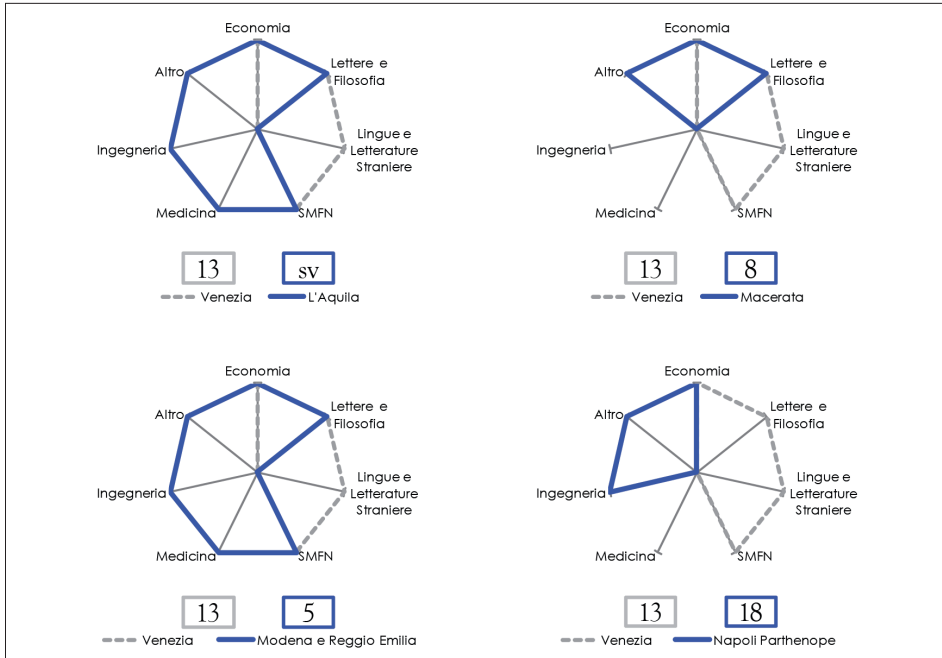 Economia
Lettere e
Filosofia
Altro
Lingue e
Letterature
Straniere
Ingegneria
Medicina
SMFN
13
sv
Venezia
L'Aquila
Economia
Lettere e
Filosofia
Altro
Lingue e
Letterature
Straniere
Ingegneria
Medicina
SMFN
13
8
Venezia
Macerata
Economia
Lettere e
Filosofia
Altro
Lingue e
Letterature
Straniere
Ingegneria
Medicina
SMFN
13
5
Venezia
Modena e Reggio Emilia
Economia
Lettere e
Filosofia
Altro
Lingue e
Letterature
Straniere
Ingegneria
Medicina
SMFN
13
18
Venezia
Napoli Parthenope